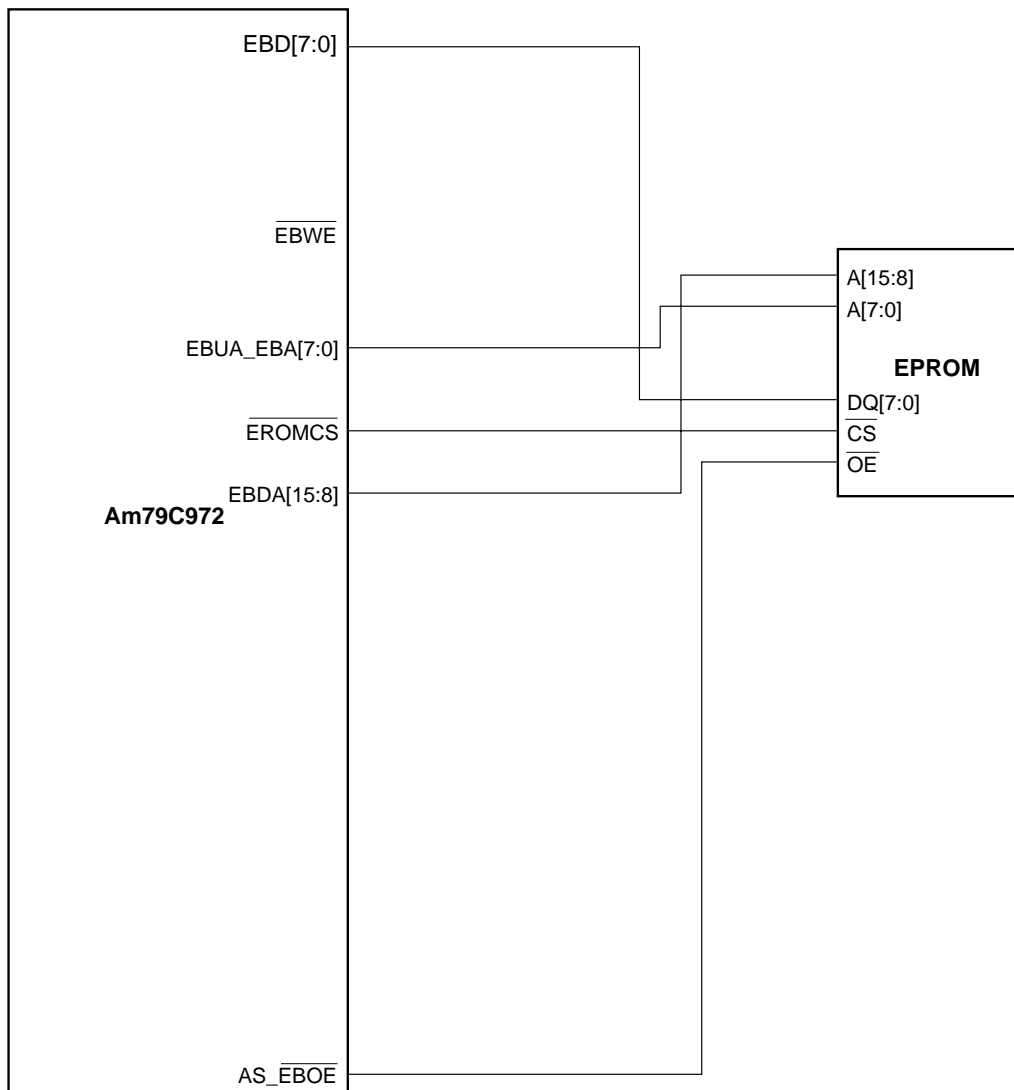 EBD[7:0]
EBWE
EBUA_EBA[7:0]
EROMCS
EBDA[15:8]
Am79C972
AS_EBOE
A[15:8]
A[7:0]
EPROM
DQ[7:0]
CS
OE